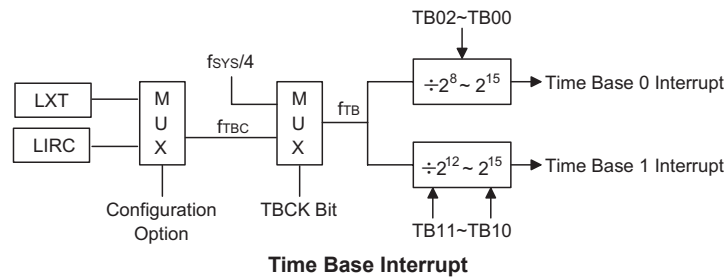 TB02~TB00
fSYS/4
÷2^8 ~ 2^15
Time Base 0 Interrupt
LXT
LIRC
M
U
X
fTBC
M
U
X
fTB
÷2^12 ~ 2^15
Time Base 1 Interrupt
Configuration
Option
TBCK Bit
TB11~TB10
Time Base Interrupt